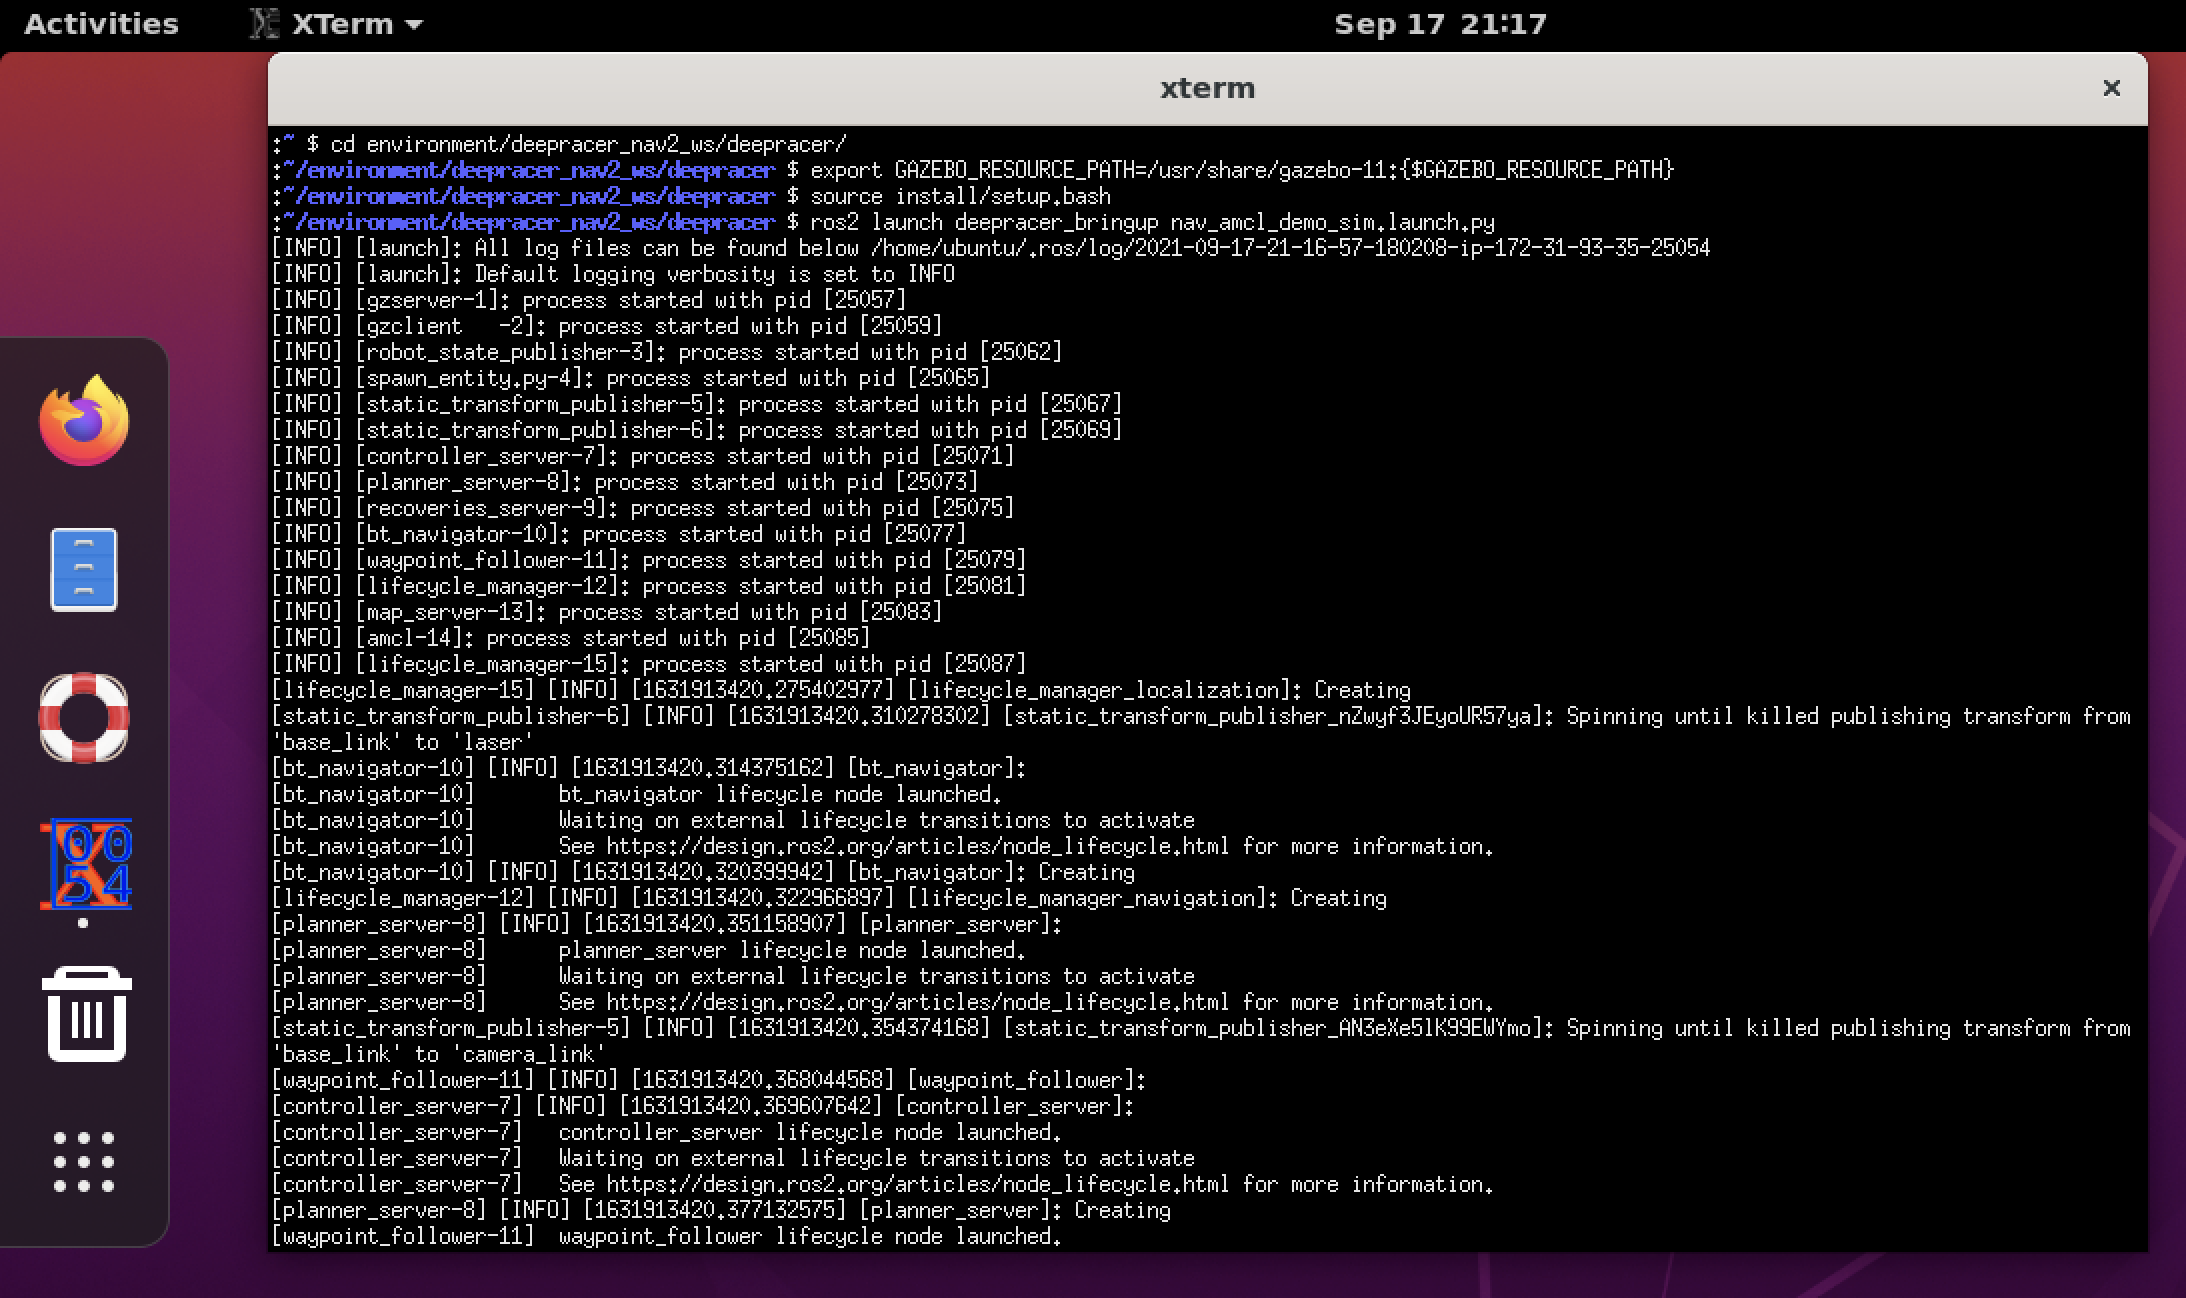 Activities XTerm Sep 17 21:17
xterm
:~ $ cd environment/deepracer_nav2_ws/deepracer/
:~/environment/deepracer_nav2_ws/deepracer $ export GAZEBO_RESOURCE_PATH=/usr/share/gazebo-11:{$GAZEBO_RESOURCE_PATH}
:~/environment/deepracer_nav2_ws/deepracer $ source install/setup.bash
:~/environment/deepracer_nav2_ws/deepracer $ ros2 launch deepracer_bringup nav_amcl_demo_sim.launch.py
[INFO] [launch]: All log files can be found below /home/ubuntu/.ros/log/2021-09-17-21-16-57-180208-ip-172-31-93-35-25054
[INFO] [launch]: Default logging verbosity is set to INFO
[INFO] [gzserver-1]: process started with pid [25057]
[INFO] [gzclient   -2]: process started with pid [25059]
[INFO] [robot_state_publisher-3]: process started with pid [25062]
[INFO] [spawn_entity.py-4]: process started with pid [25065]
[INFO] [static_transform_publisher-5]: process started with pid [25067]
[INFO] [static_transform_publisher-6]: process started with pid [25069]
[INFO] [controller_server-7]: process started with pid [25071]
[INFO] [planner_server-8]: process started with pid [25073]
[INFO] [recoveries_server-9]: process started with pid [25075]
[INFO] [bt_navigator-10]: process started with pid [25077]
[INFO] [waypoint_follower-11]: process started with pid [25079]
[INFO] [lifecycle_manager-12]: process started with pid [25081]
[INFO] [map_server-13]: process started with pid [25083]
[INFO] [amcl-14]: process started with pid [25085]
[INFO] [lifecycle_manager-15]: process started with pid [25087]
[lifecycle_manager-15] [INFO] [1631913420.275402977] [lifecycle_manager_localization]: Creating
[static_transform_publisher-6] [INFO] [1631913420.310278302] [static_transform_publisher_nZwyf3JEyoUR57ya]: Spinning until killed publishing transform from
'base_link' to 'laser'
[bt_navigator-10] [INFO] [1631913420.314375162] [bt_navigator]:
[bt_navigator-10]       bt_navigator lifecycle node launched.
[bt_navigator-10]       Waiting on external lifecycle transitions to activate
[bt_navigator-10]       See https://design.ros2.org/articles/node_lifecycle.html for more information.
[bt_navigator-10] [INFO] [1631913420.320399942] [bt_navigator]: Creating
[lifecycle_manager-12] [INFO] [1631913420.322966897] [lifecycle_manager_navigation]: Creating
[planner_server-8] [INFO] [1631913420.351158907] [planner_server]:
[planner_server-8]      planner_server lifecycle node launched.
[planner_server-8]      Waiting on external lifecycle transitions to activate
[planner_server-8]      See https://design.ros2.org/articles/node_lifecycle.html for more information.
[static_transform_publisher-5] [INFO] [1631913420.354374168] [static_transform_publisher_AN3eXe5lK99EWYmo]: Spinning until killed publishing transform from
'base_link' to 'camera_link'
[waypoint_follower-11] [INFO] [1631913420.368044568] [waypoint_follower]:
[controller_server-7] [INFO] [1631913420.369607642] [controller_server]:
[controller_server-7]   controller_server lifecycle node launched.
[controller_server-7]   Waiting on external lifecycle transitions to activate
[controller_server-7]   See https://design.ros2.org/articles/node_lifecycle.html for more information.
[planner_server-8] [INFO] [1631913420.377132575] [planner_server]: Creating
[waypoint_follower-11]  waypoint_follower lifecycle node launched.
00
54